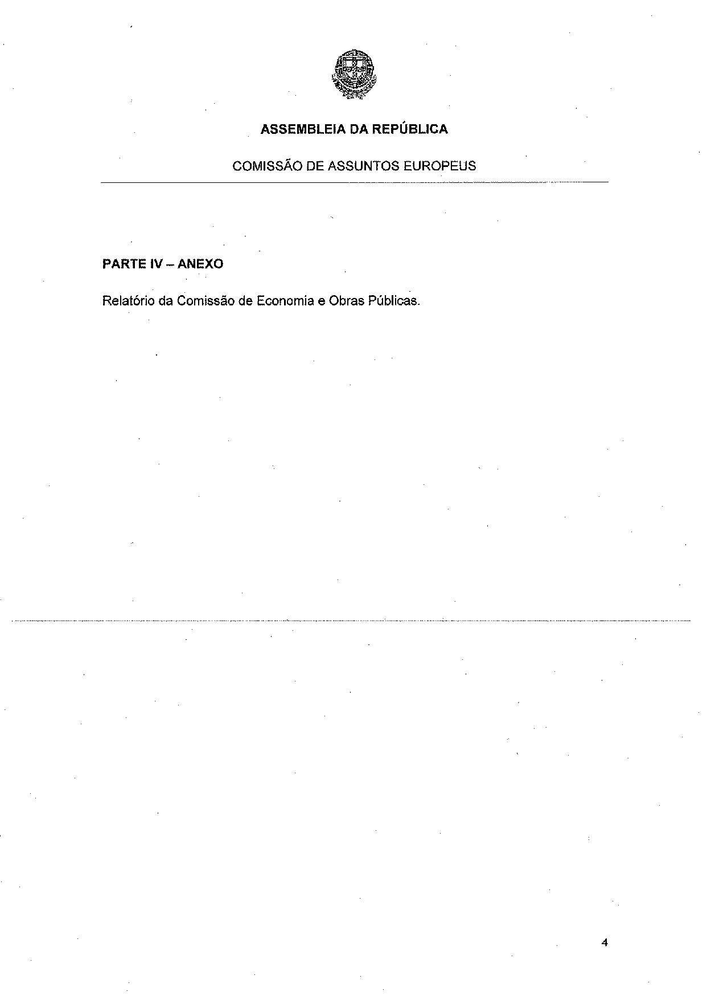 ASSEMBLEIA DA REPÚBLICA
COMISSÃO DE ASSUNTOS EUROPEUS
PARTE IV – ANEXO
Relatório da Comissão de Economia e Obras Públicas.
4